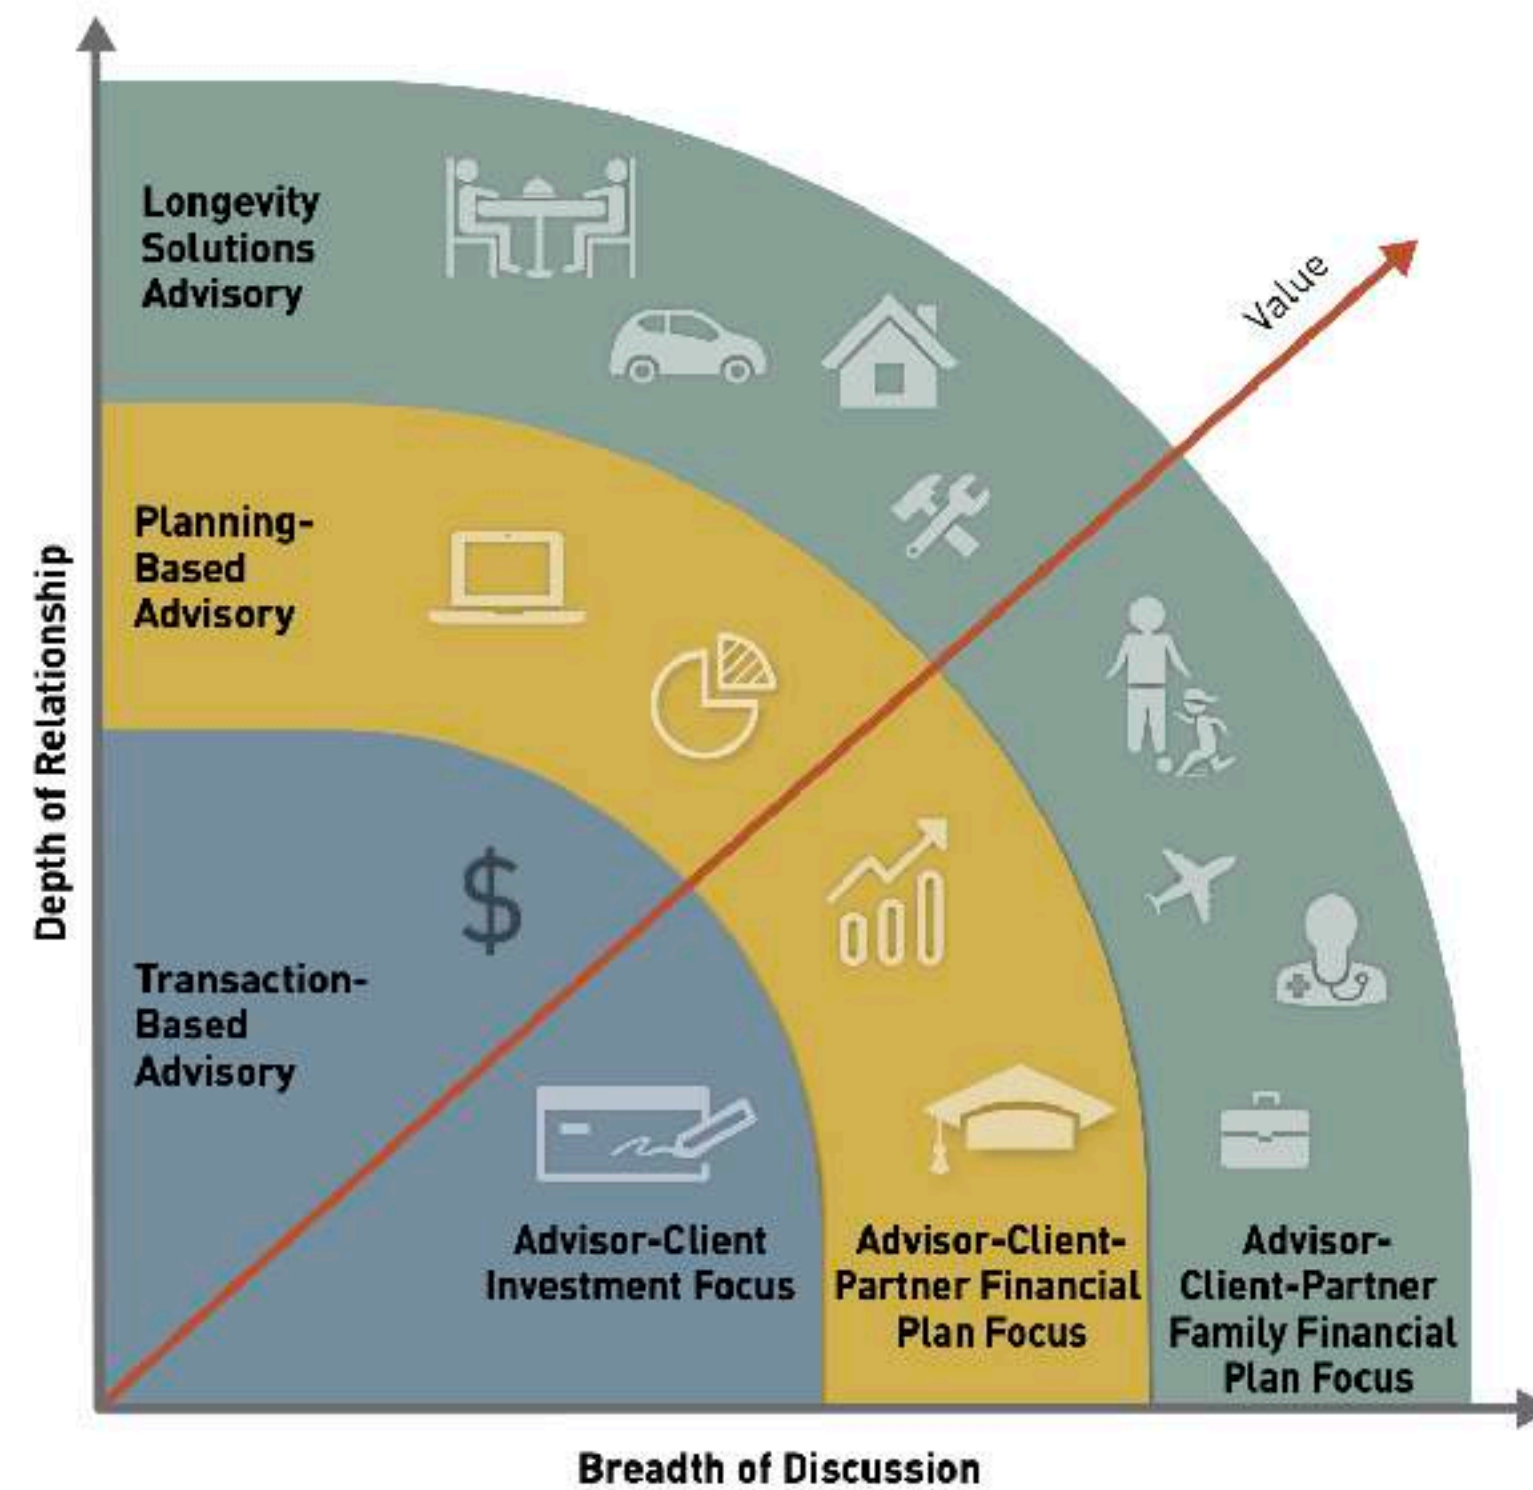 Longevity
Solutions
Advisory
Value
Planning-
Based
Advisory
Depth of Relationship
$
Transaction-
Based
Advisory
Advisor-Client
Investment Focus
Advisor-Client-
Partner Financial
Plan Focus
Advisor-
Client-Partner
Family Financial
Plan Focus
Breadth of Discussion